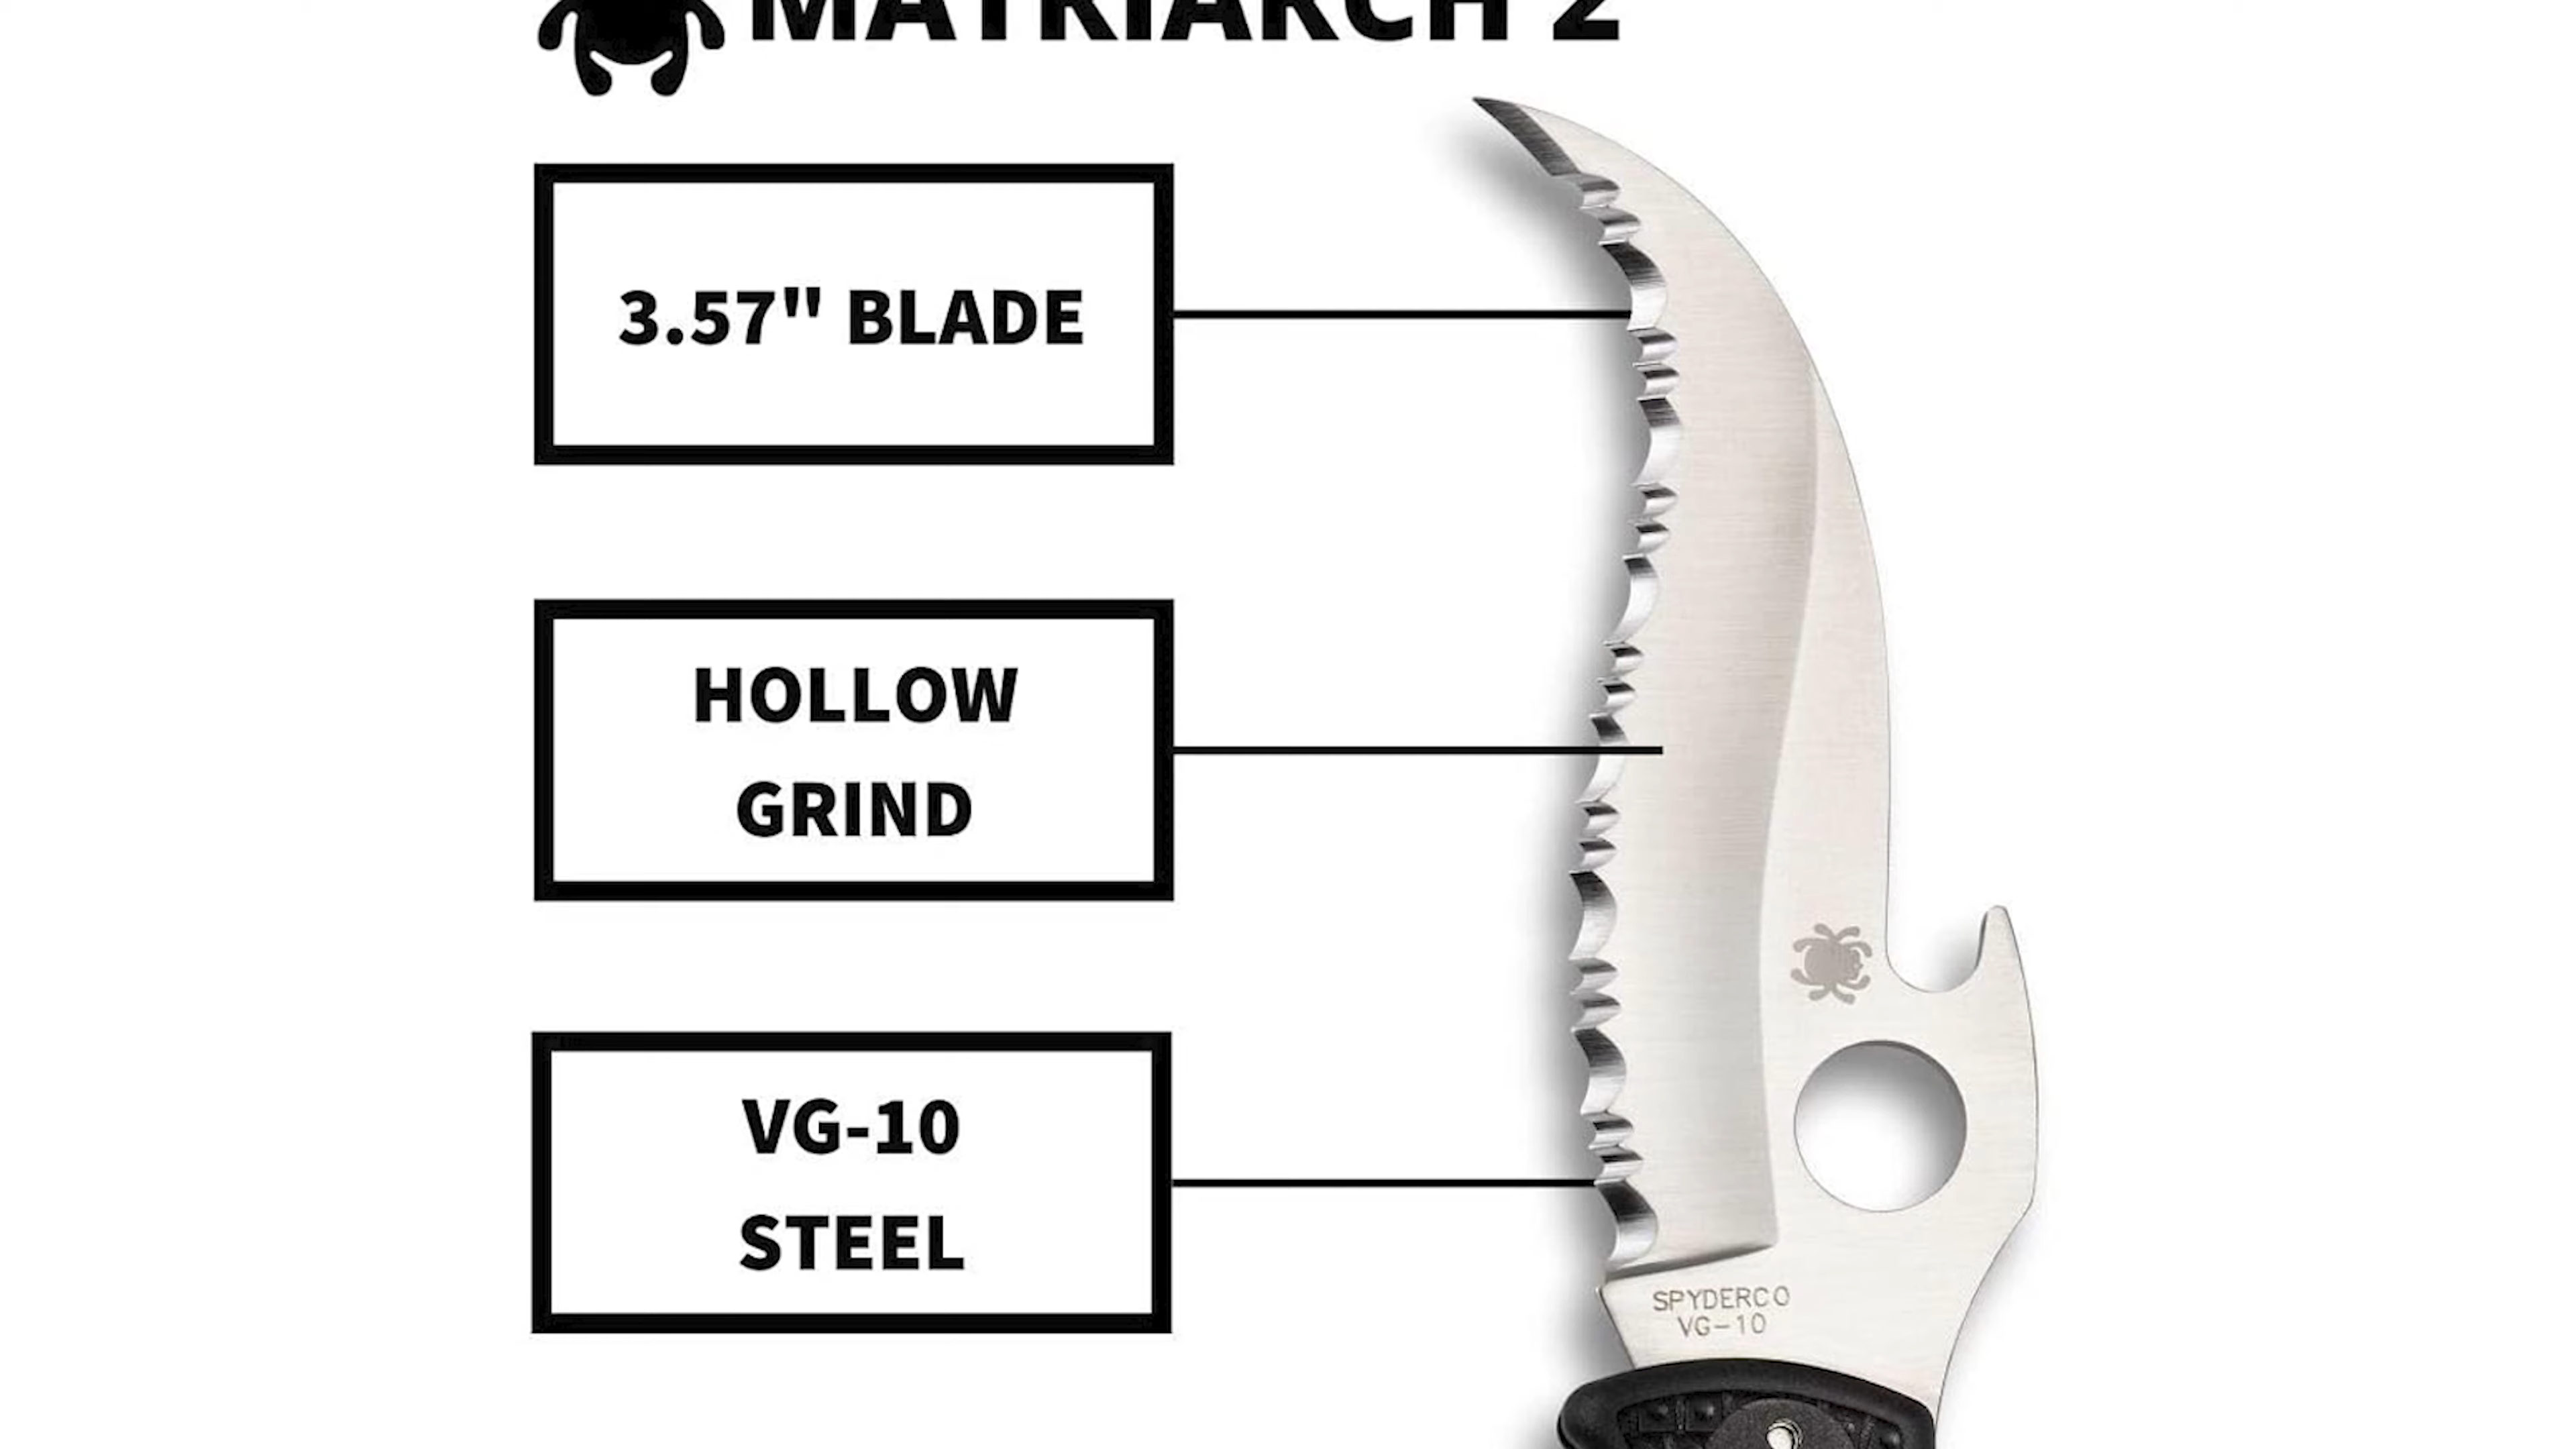 MATRIARCH 2
3.57" BLADE
HOLLOW
GRIND
VG-10
STEEL
SPYDERCO
VG-10